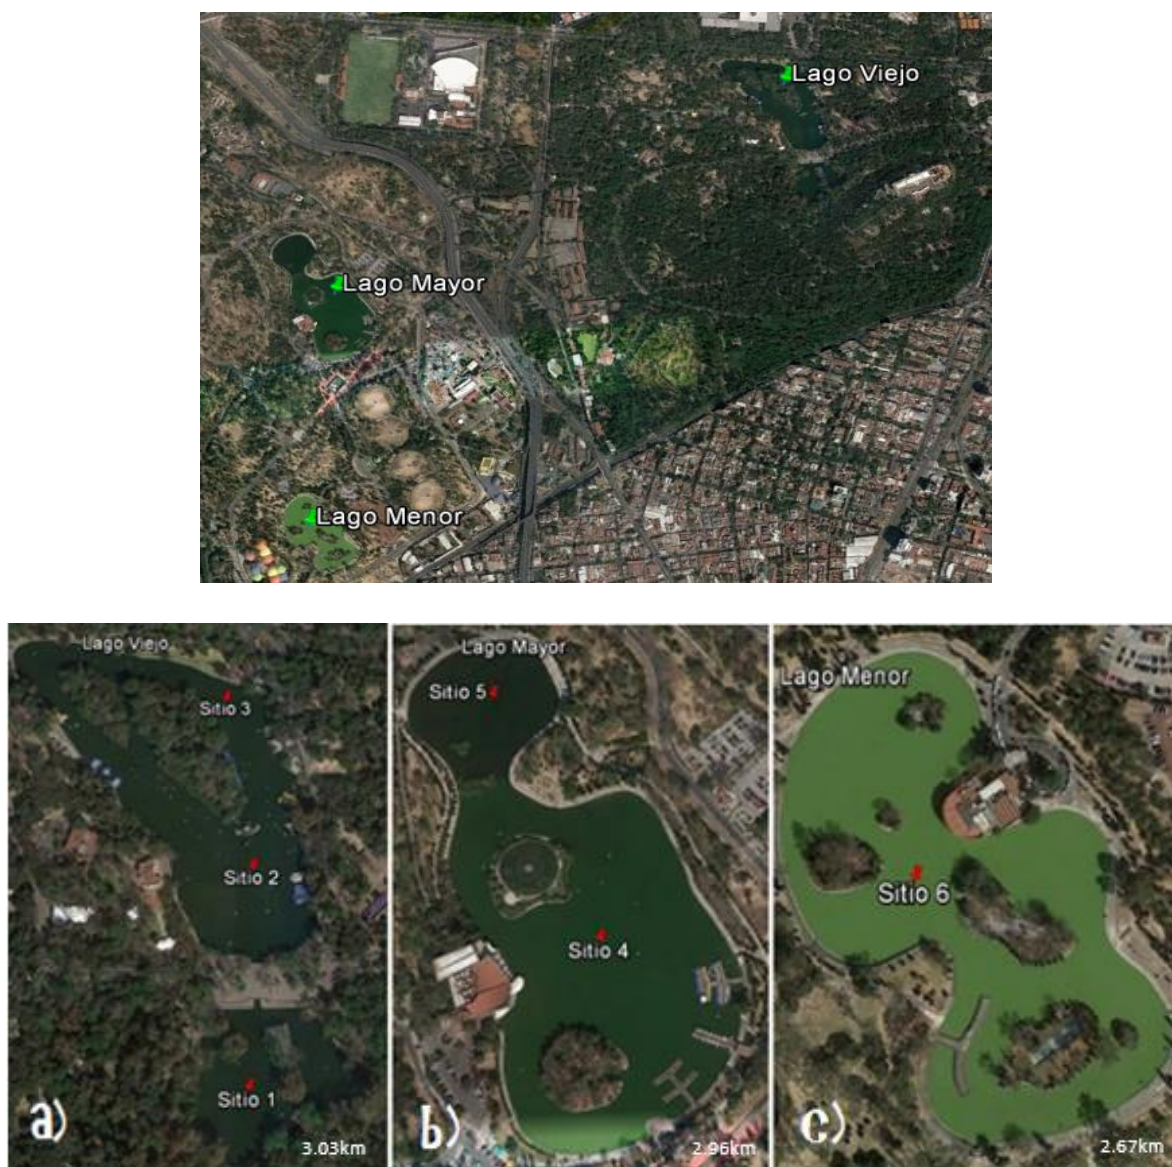 Lago Viejo
Lago Mayor
Lago Menor
Lago Viejo
Sitio 3
Sitio 2
Sitio 1
a)
3.03km
Lago Mayor
Sitio 5
Sitio 4
b)
2.96km
Lago Menor
Sitio 6
c)
2.67km